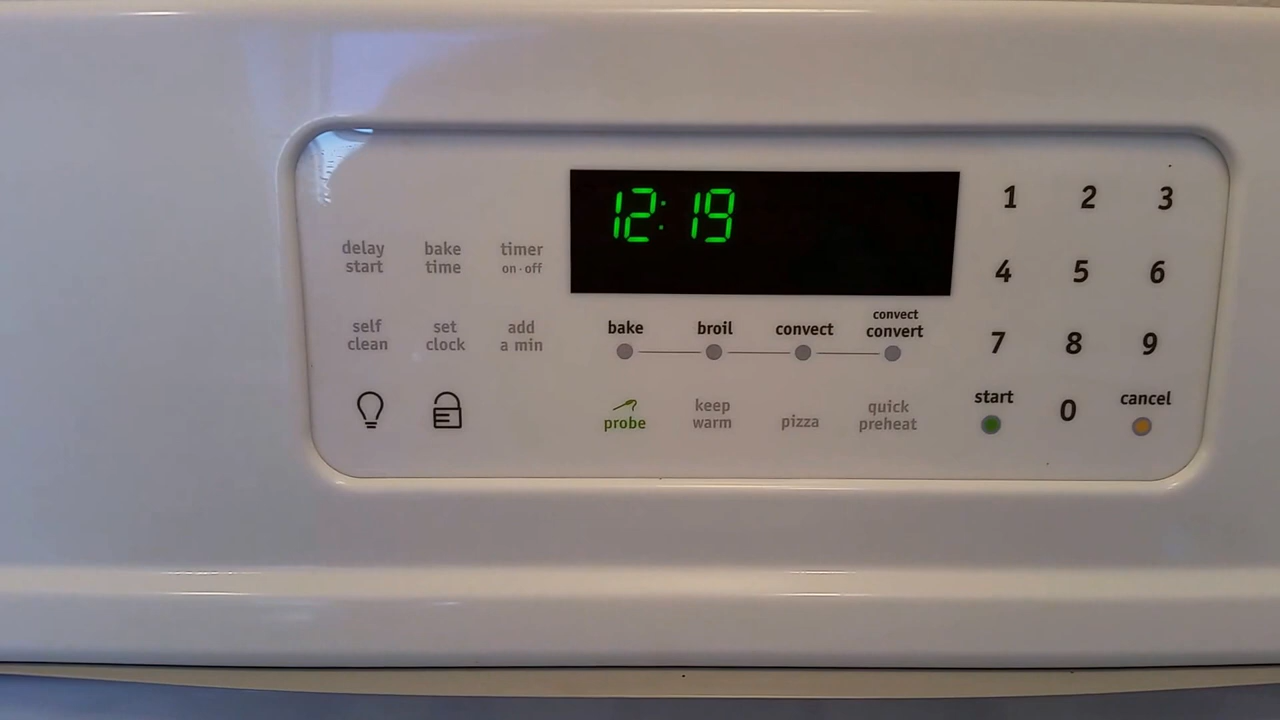 12:19
1 2 3
delay start
bake time
timer on·off
4 5 6
self clean
set clock
add a min
bake
broil
convect
convect convert
7 8 9
probe
keep warm
pizza
quick preheat
start
0
cancel